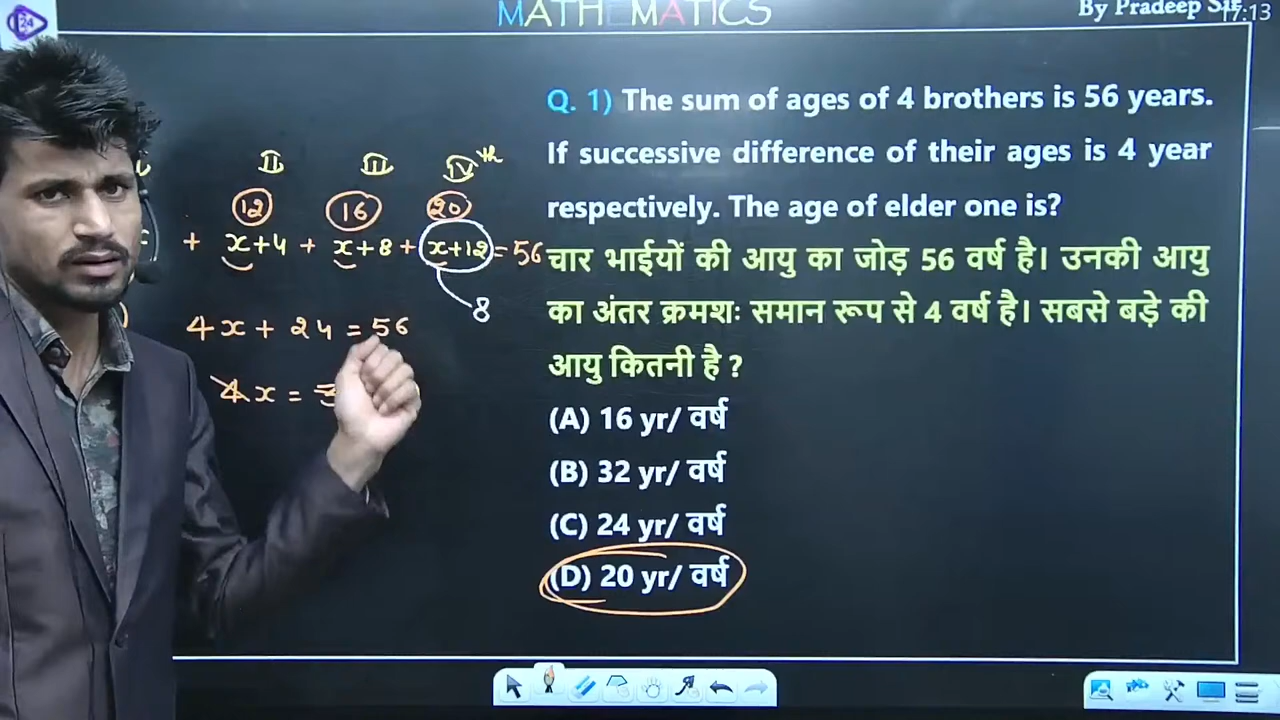 24
MATHEMATICS
By Pradeep Sir
17:13
II III IVth
12 16 20
+ x+4 + x+8 + x+12 = 56
8
4x + 24 = 56
4x =
Q. 1) The sum of ages of 4 brothers is 56 years.
If successive difference of their ages is 4 year
respectively. The age of elder one is?
चार भाईयों की आयु का जोड़ 56 वर्ष है। उनकी आयु
का अंतर क्रमशः समान रूप से 4 वर्ष है। सबसे बड़े की
आयु कितनी है ?
(A) 16 yr/ वर्ष
(B) 32 yr/ वर्ष
(C) 24 yr/ वर्ष
(D) 20 yr/ वर्ष